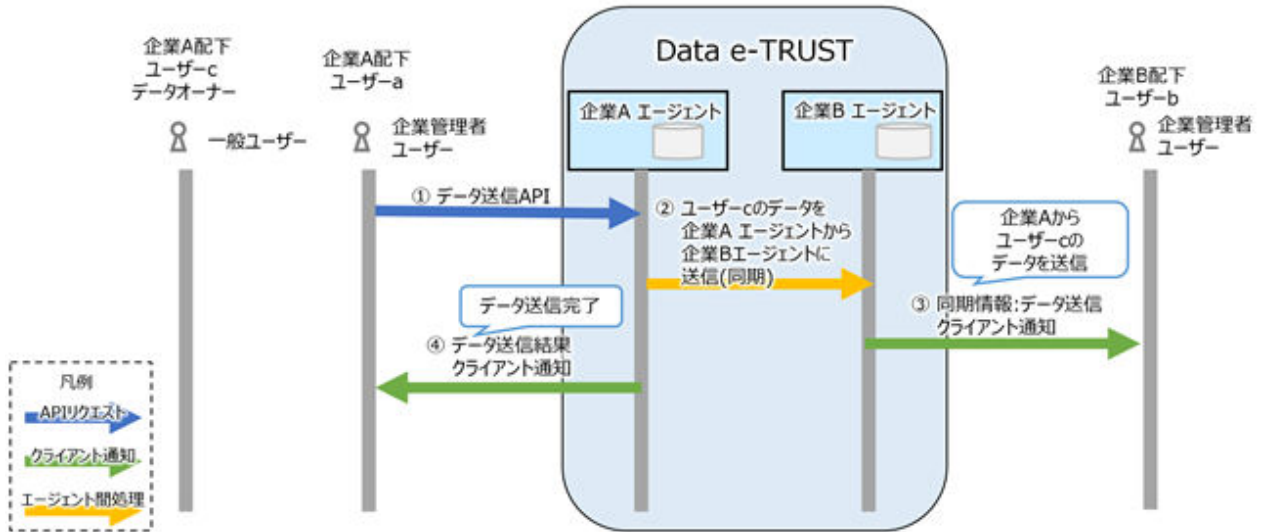 企業A配下
ユーザーc
データオーナー
一般ユーザー
企業A配下
ユーザーa
企業管理者
ユーザー
Data e-TRUST
企業A エージェント
企業B エージェント
企業B配下
ユーザーb
企業管理者
ユーザー
① データ送信API
② ユーザーcのデータを
企業A エージェントから
企業Bエージェントに
送信(同期)
企業Aから
ユーザーcの
データを送信
③ 同期情報:データ送信
クライアント通知
データ送信完了
④ データ送信結果
クライアント通知
凡例
APIリクエスト
クライアント通知
エージェント間処理